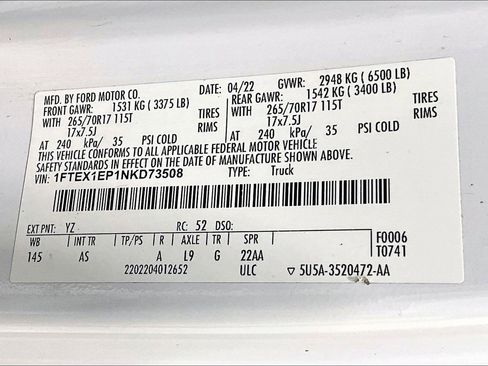 MFD. BY FORD MOTOR CO. DATE: 04/22 GVWR: 2948 KG ( 6500 LB)
FRONT GAWR: 1531 KG ( 3375 LB) REAR GAWR: 1542 KG ( 3400 LB)
WITH WITH
265/70R17 115T TIRES 265/70R17 115T TIRES
17x7.5J RIMS 17x7.5J RIMS
AT 240 kPa/ 35 PSI COLD AT 240 kPa/ 35 PSI COLD
THIS VEHICLE CONFORMS TO ALL APPLICABLE FEDERAL MOTOR VEHICLE
SAFETY STANDARDS IN EFFECT ON THE DATE OF MANUFACTURE SHOWN ABOVE.
VIN: 1FTEX1EP1NKD73508 TYPE: Truck
EXT PNT: YZ RC: 52 DSO:
WB INT TR TP/PS R AXLE TR SPR F0006
145 AS A L9 G 22AA T0741
2202204012652 ULC ▽ 5U5A-3520472-AA